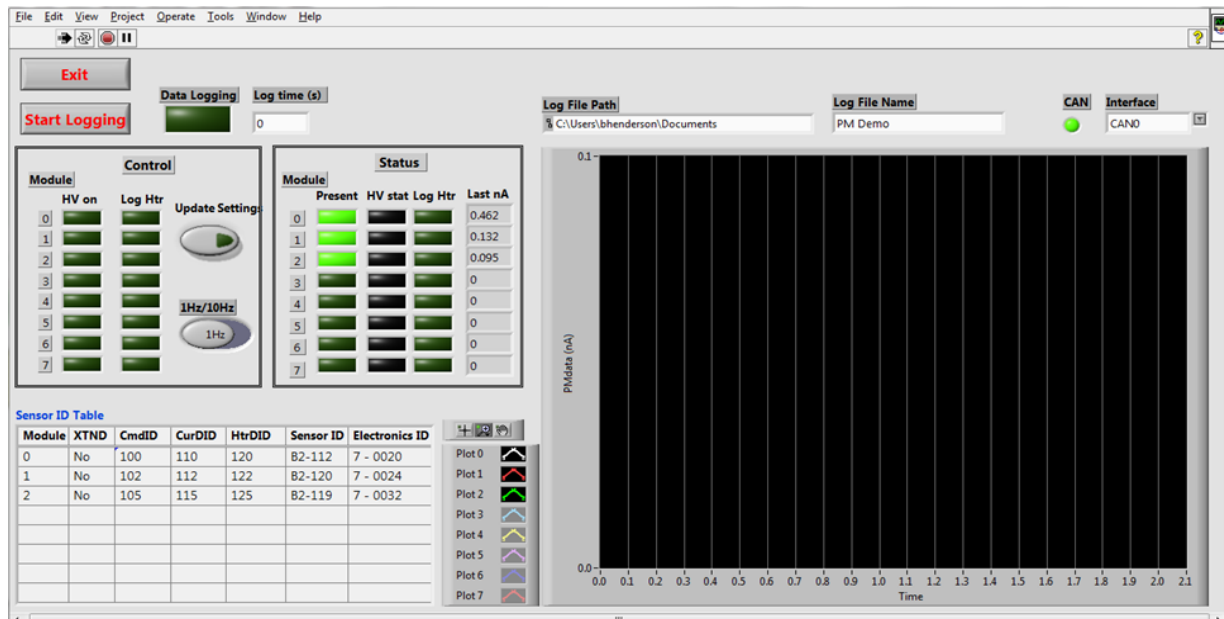 File Edit View Project Operate Tools Window Help
Exit
Start Logging
Data Logging
Log time (s)
0
Log File Path
C:\Users\bhenderson\Documents
Log File Name
PM Demo
CAN
Interface
CAN0
Control
Module
HV on
Log Htr
Update Settings
0
1
2
3
4
5
6
7
1Hz/10Hz
1Hz
Status
Module
Present HV stat Log Htr Last nA
0 0.462
1 0.132
2 0.095
3 0
4 0
5 0
6 0
7 0
Sensor ID Table
Module XTND CmdID CurDID HtrDID Sensor ID Electronics ID
0 No 100 110 120 B2-112 7 - 0020
1 No 102 112 122 B2-120 7 - 0024
2 No 105 115 125 B2-119 7 - 0032
Plot 0
Plot 1
Plot 2
Plot 3
Plot 4
Plot 5
Plot 6
Plot 7
0.1
PMdata (nA)
0.0
0.0 0.1 0.2 0.3 0.4 0.5 0.6 0.7 0.8 0.9 1.0 1.1 1.2 1.3 1.4 1.5 1.6 1.7 1.8 1.9 2.0 2.1
Time